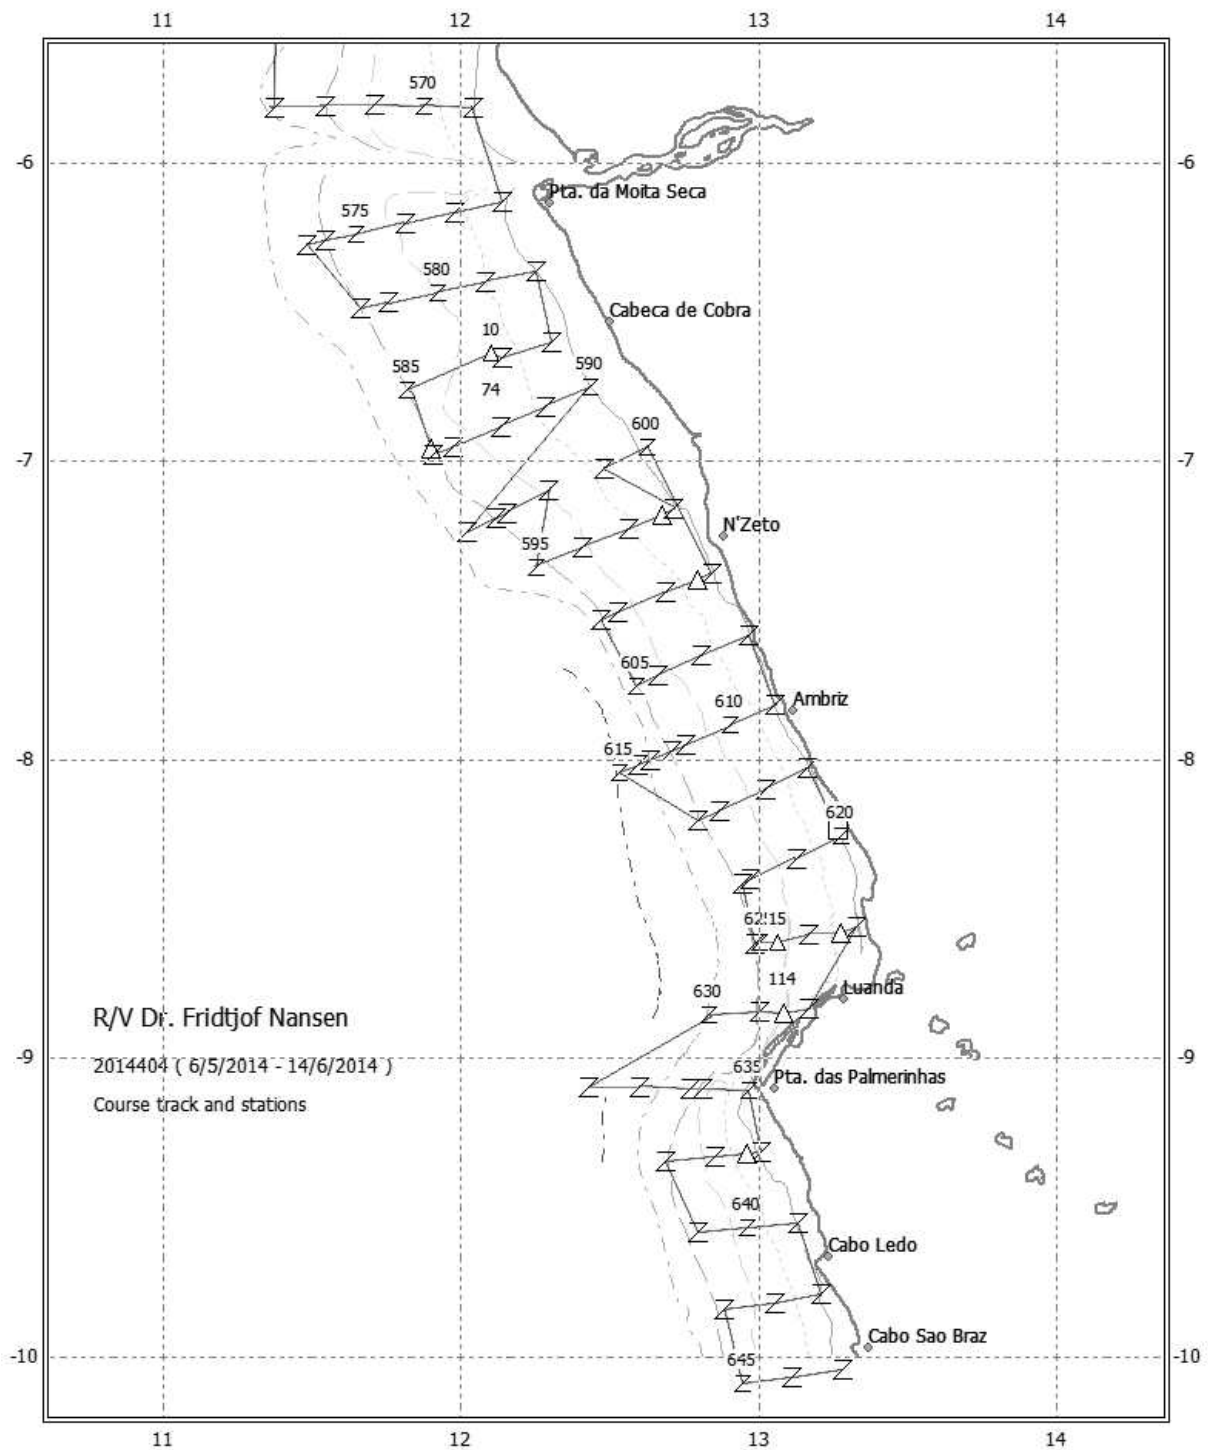 11 12 13 14
570
-6 -6
Pta. da Moita Seca
575
580
Cabeca de Cobra
10
585 590
74
600
-7 -7
N'Zeto
595
605
610 Ambriz
615
-8 -8
620
15
114
630 Luanda
R/V Dr. Fridtjof Nansen
-9 -9
2014404 ( 6/5/2014 - 14/6/2014 )
635 Pta. das Palmerinhas
Course track and stations
640
Cabo Ledo
Cabo Sao Braz
-10 -10
645
11 12 13 14